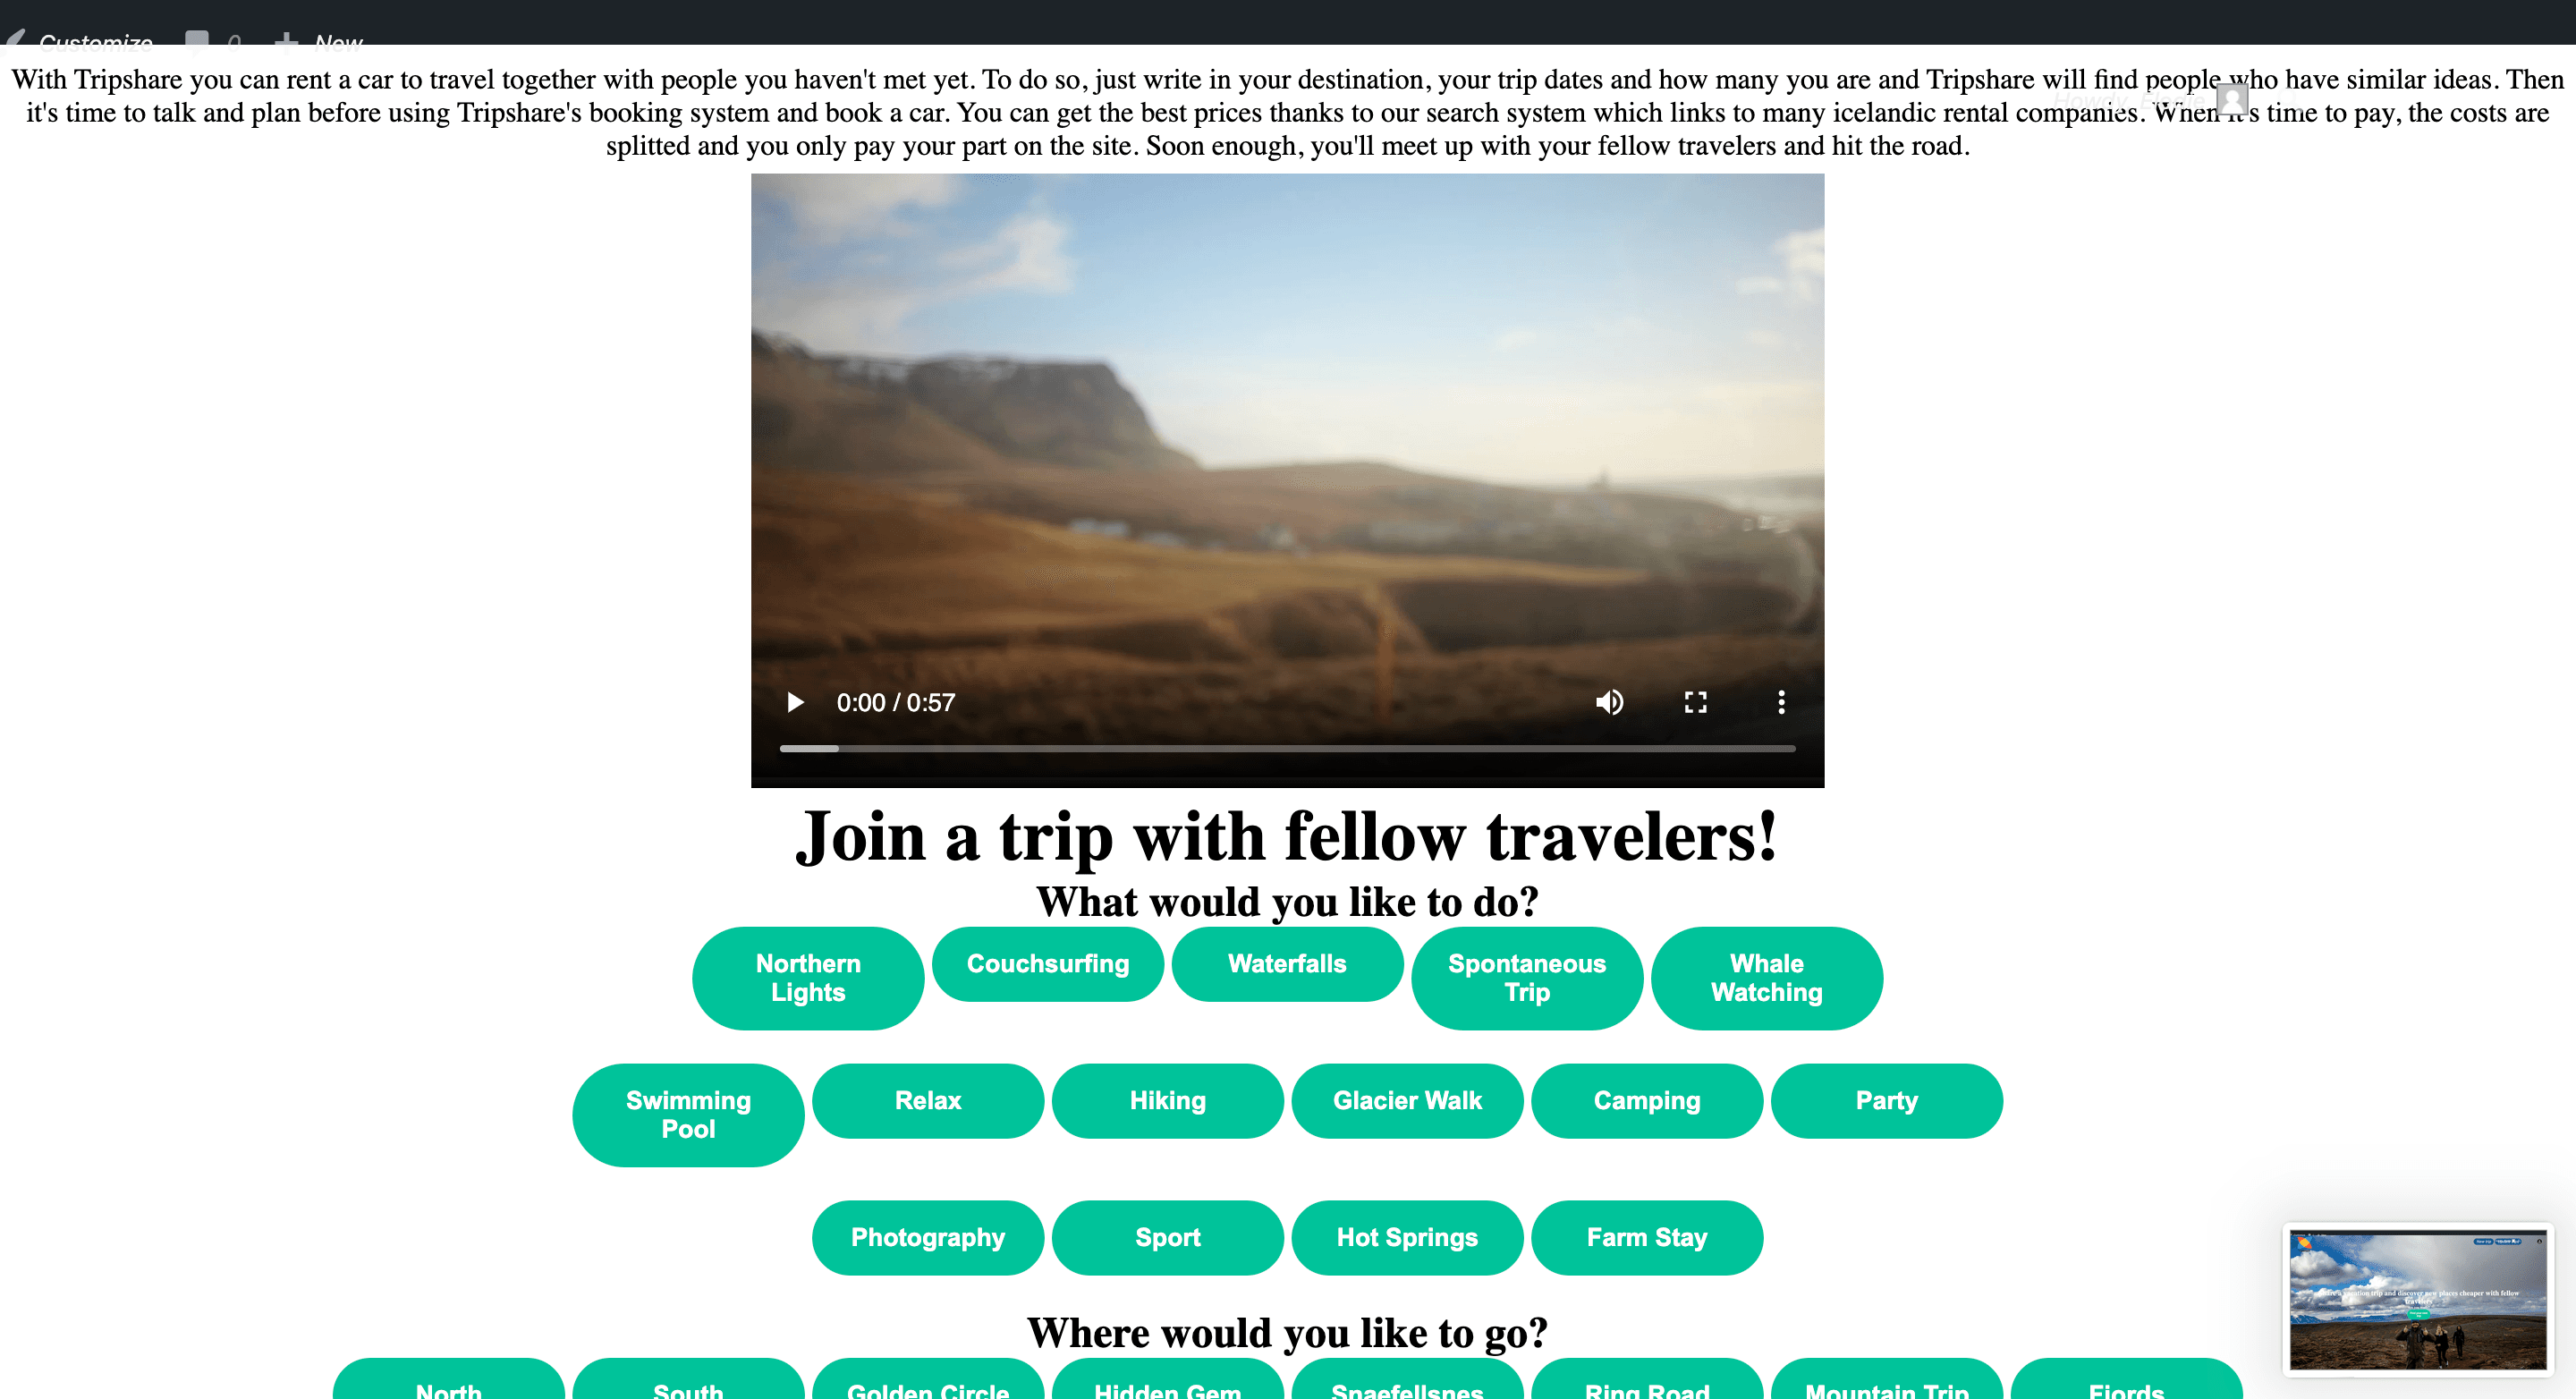 Customize 0 New
Howdy,
With Tripshare you can rent a car to travel together with people you haven't met yet. To do so, just write in your destination, your trip dates and how many you are and Tripshare will find people who have similar ideas. Then
it's time to talk and plan before using Tripshare's booking system and book a car. You can get the best prices thanks to our search system which links to many icelandic rental companies. When it's time to pay, the costs are
splitted and you only pay your part on the site. Soon enough, you'll meet up with your fellow travelers and hit the road.
0:00 / 0:57
Join a trip with fellow travelers!
What would you like to do?
Northern
Lights
Couchsurfing
Waterfalls
Spontaneous
Trip
Whale
Watching
Swimming
Pool
Relax
Hiking
Glacier Walk
Camping
Party
Photography
Sport
Hot Springs
Farm Stay
Where would you like to go?
North
South
Golden Circle
Hidden Gem
Snaefellsnes
Ring Road
Mountain Trip
Fjords